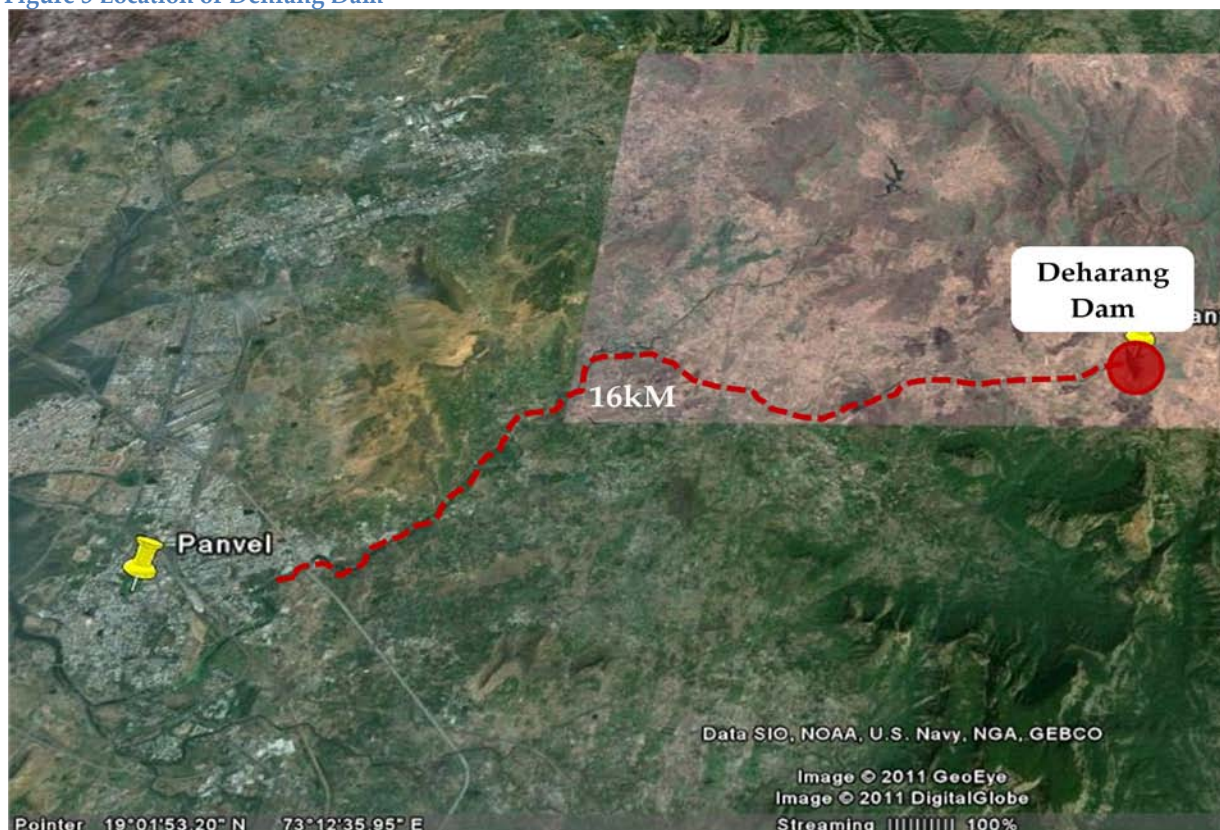 Deharang
Dam
16kM
Panvel
Data SIO, NOAA, U.S. Navy, NGA, GEBCO
Image © 2011 GeoEye
Image © 2011 DigitalGlobe
Pointer 19°01'53.20" N 73°12'35.95" E
Streaming |||||||||| 100%